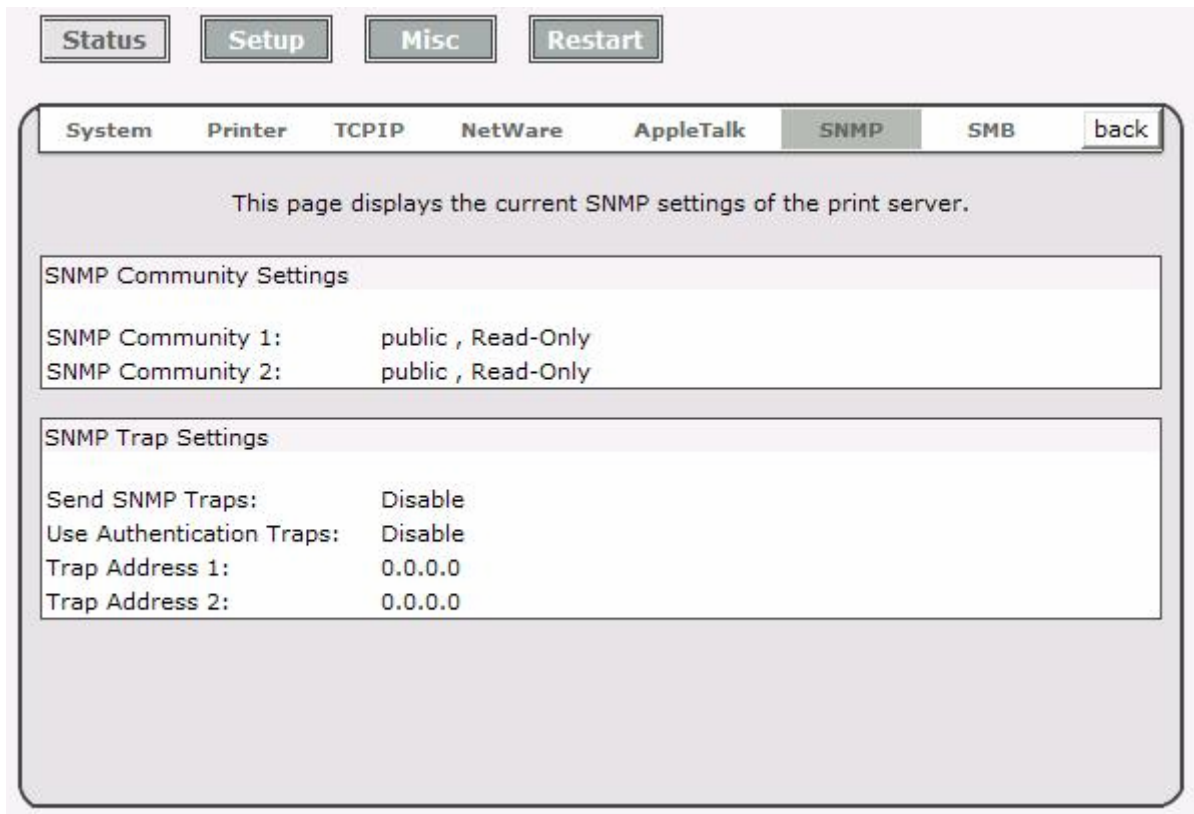 Status Setup Misc Restart
System Printer TCPIP NetWare AppleTalk SNMP SMB back
This page displays the current SNMP settings of the print server.
SNMP Community Settings
SNMP Community 1: public , Read-Only
SNMP Community 2: public , Read-Only
SNMP Trap Settings
Send SNMP Traps: Disable
Use Authentication Traps: Disable
Trap Address 1: 0.0.0.0
Trap Address 2: 0.0.0.0